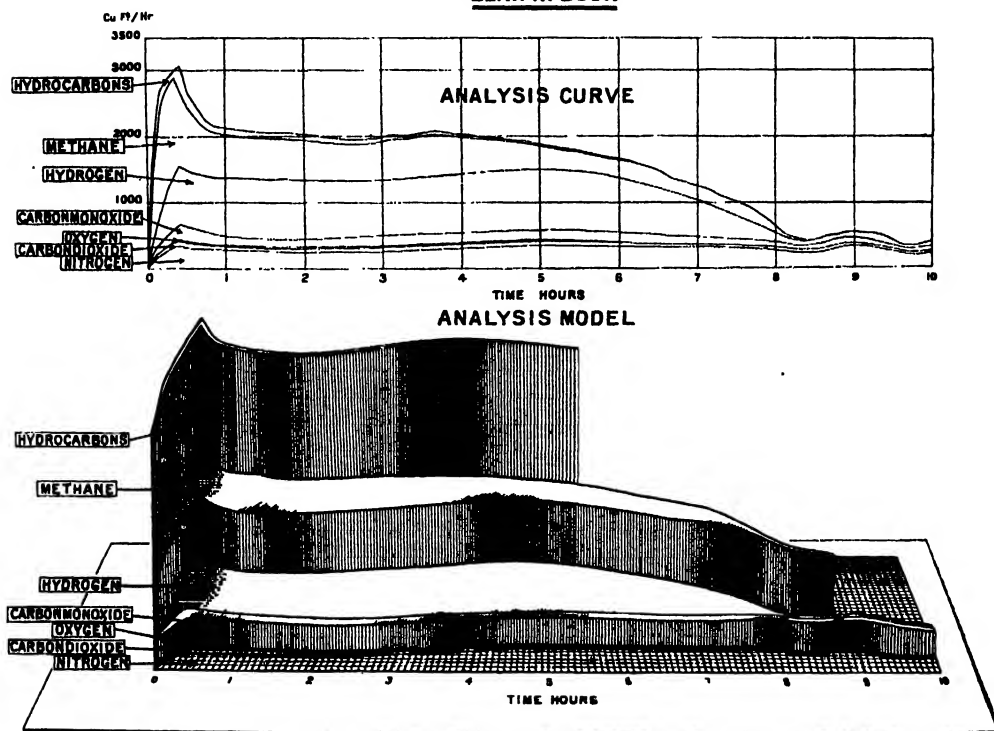 Cu Ft/Hr
3500
3000
HYDROCARBONS
ANALYSIS CURVE
2000
METHANE
HYDROGEN
1000
CARBONMONOXIDE
OXYGEN
CARBONDIOXIDE
NITROGEN
0 1 2 3 4 5 6 7 8 9 10
TIME HOURS
ANALYSIS MODEL
HYDROCARBONS
METHANE
HYDROGEN
CARBONMONOXIDE
OXYGEN
CARBONDIOXIDE
NITROGEN
0 1 2 3 4 5 6 7 8 9 10
TIME HOURS